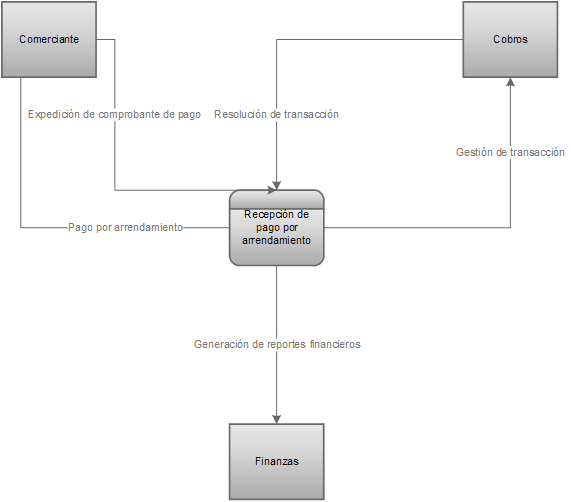 Comerciante
Cobros
Expedición de comprobante de pago
Resolución de transacción
Gestión de transacción
Recepción de
pago por
arrendamiento
Pago por arrendamiento
Generación de reportes financieros
Finanzas